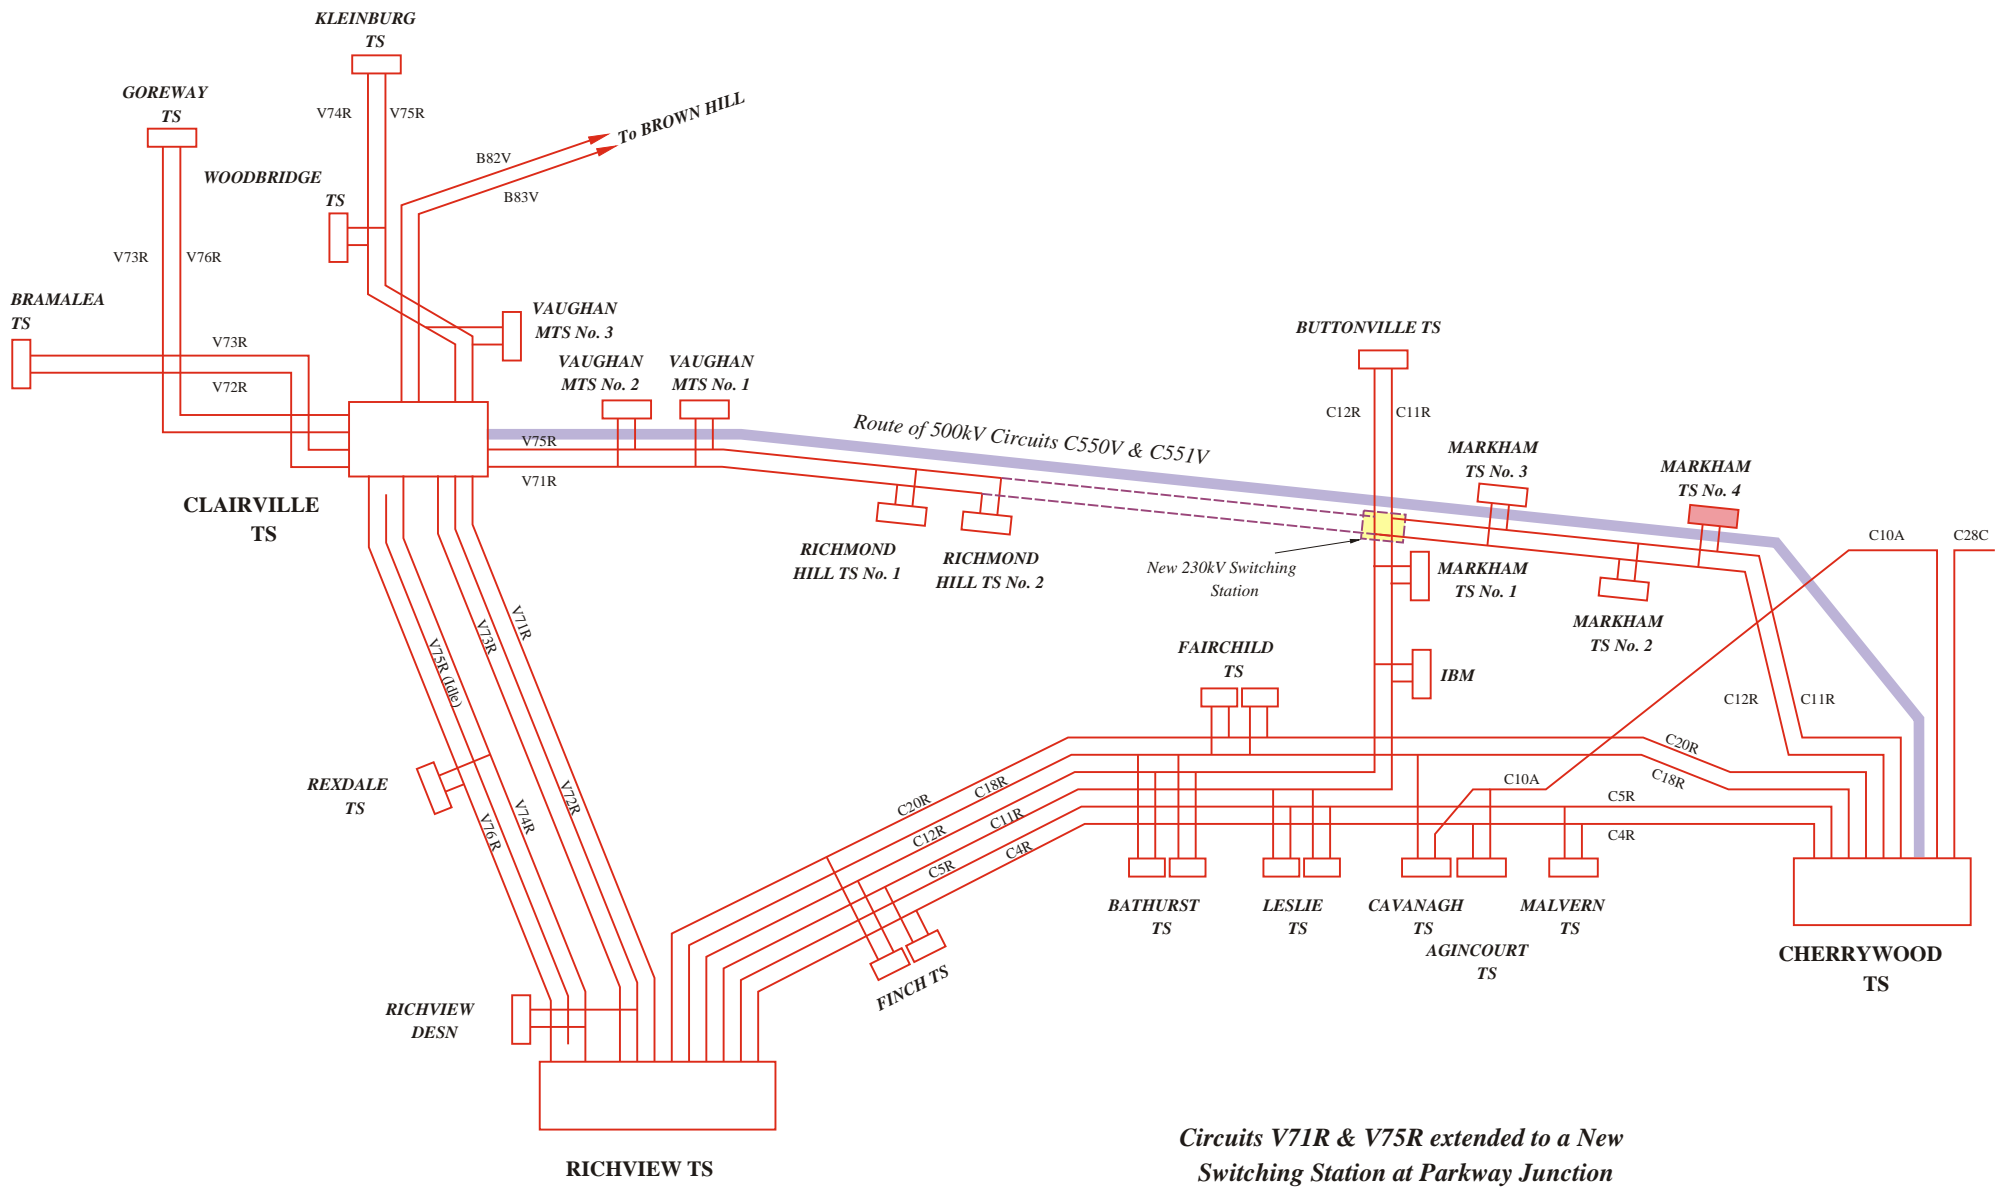 KLEINBURG
TS
GOREWAY
TS
V74R
V75R
To BROWN HILL
B82V
B83V
WOODBRIDGE
TS
V73R
V76R
BRAMALEA
TS
V73R
V72R
VAUGHAN
MTS No. 3
VAUGHAN
MTS No. 2
VAUGHAN
MTS No. 1
BUTTONVILLE TS
C12R
C11R
Route of 500kV Circuits C550V & C551V
V75R
V71R
MARKHAM
TS No. 3
MARKHAM
TS No. 4
CLAIRVILLE
TS
RICHMOND
HILL TS No. 1
RICHMOND
HILL TS No. 2
New 230kV Switching
Station
MARKHAM
TS No. 1
MARKHAM
TS No. 2
C10A
C28C
V71R
V73R
V75R (Idle)
FAIRCHILD
TS
IBM
C12R
C11R
C20R
C18R
C10A
C5R
C4R
REXDALE
TS
V72R
V74R
V76R
C20R
C18R
C12R
C11R
C5R
C4R
BATHURST
TS
LESLIE
TS
CAVANAGH
TS
AGINCOURT
TS
MALVERN
TS
CHERRYWOOD
TS
FINCH TS
RICHVIEW
DESN
RICHVIEW TS
Circuits V71R & V75R extended to a New
Switching Station at Parkway Junction